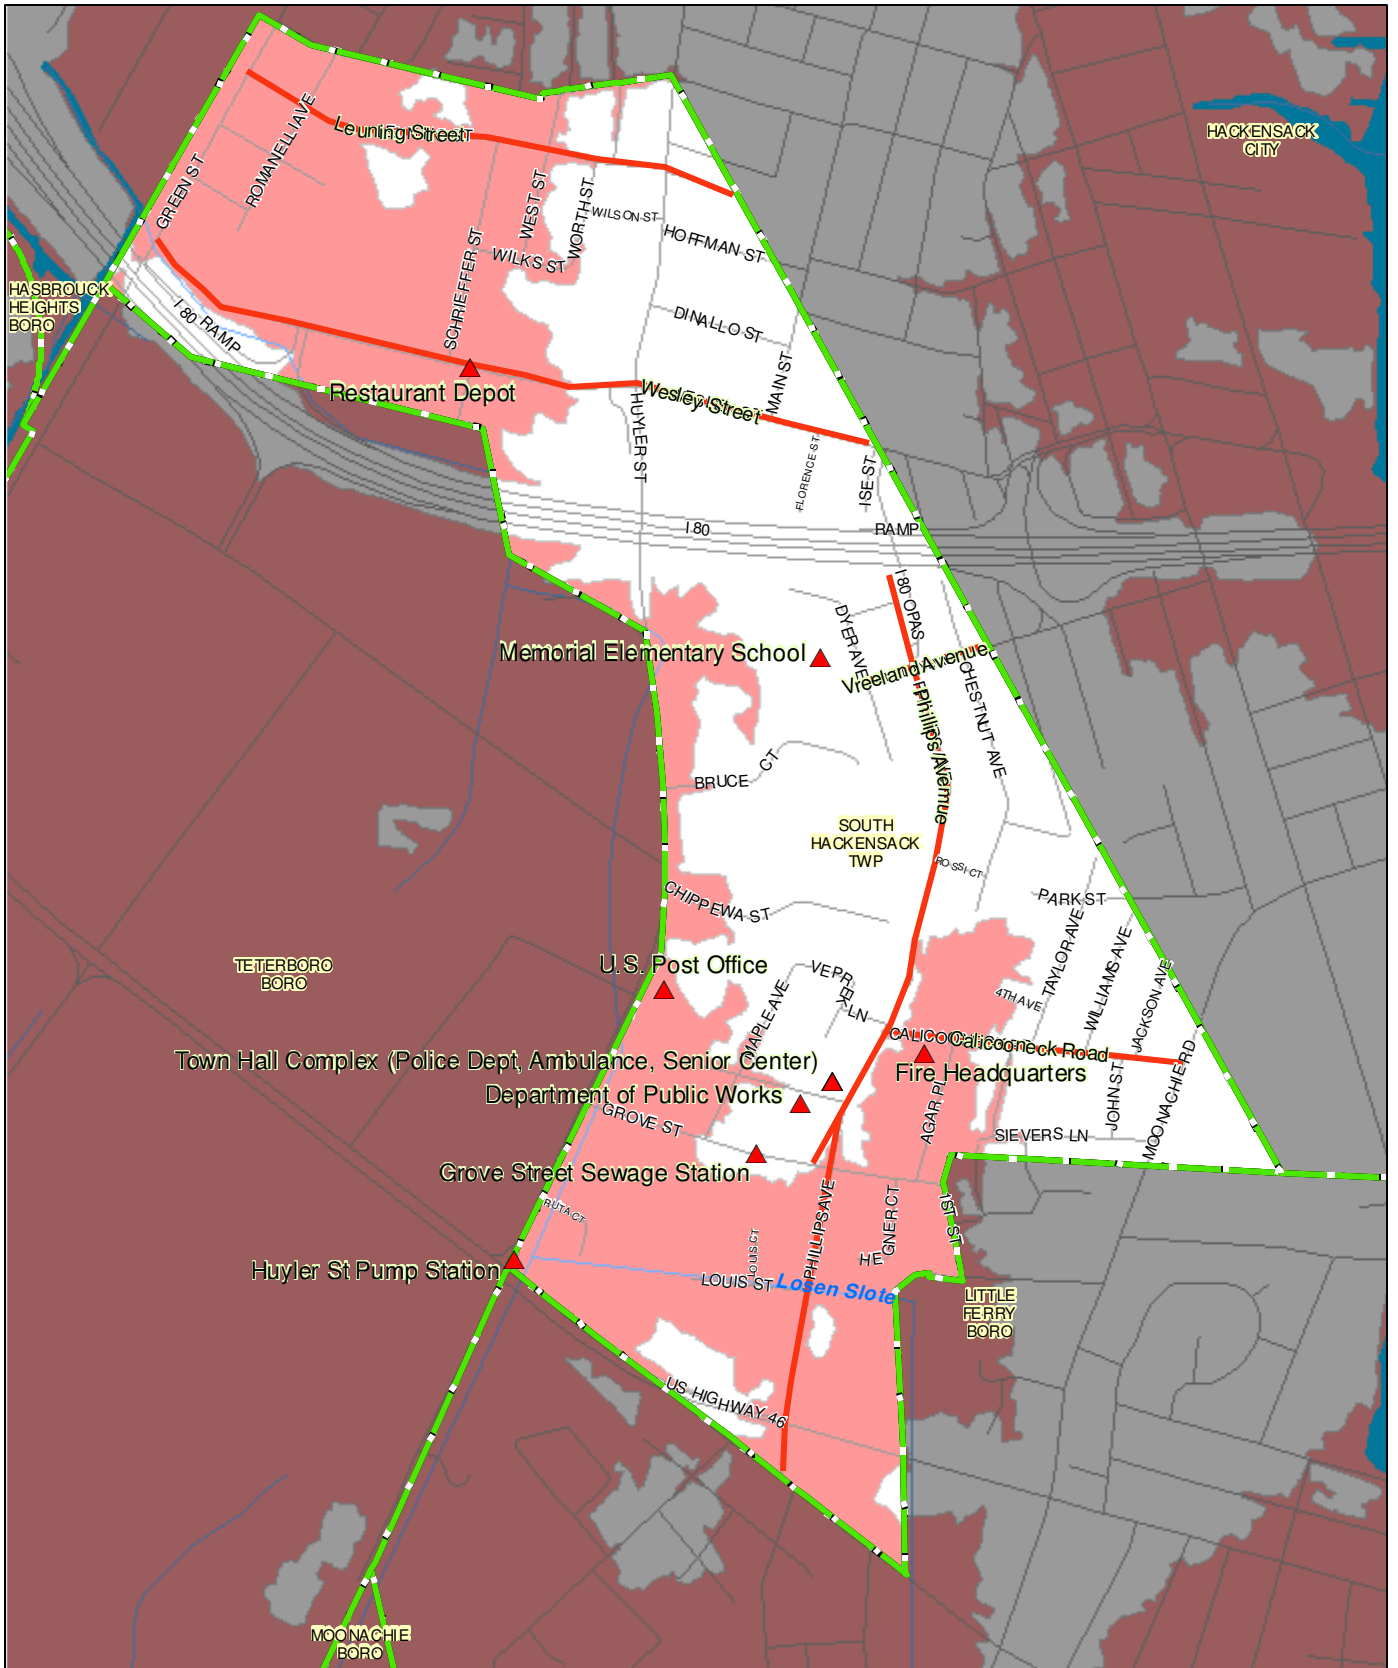 Leuning Street
HACKENSACK
CITY
ROMANELLI AVE
GREEN ST
WEST ST
WORTH ST
WILSON ST
HOFFMAN ST
WILKS ST
SCHRIEFFER ST
HASBROUCK
HEIGHTS
BORO
I 80 RAMP
DINALLO ST
MAIN ST
Restaurant Depot
Wesley Street
HUYLER ST
FLORENCE ST
ISE ST
I 80
RAMP
I 80 OPAS
DYER AVE
Memorial Elementary School
Vreeland Avenue
CHESTNUT AVE
Phillips Avenue
BRUCE CT
SOUTH
HACKENSACK
TWP
ROSSI CT
CHIPPEWA ST
PARK ST
TAYLOR AVE
WILLIAMS AVE
JACKSON AVE
TETERBORO
BORO
U.S. Post Office
VEPREK LN
4TH AVE
MAPLE AVE
CALICOO
Calicooneck Road
Town Hall Complex (Police Dept, Ambulance, Senior Center)
Fire Headquarters
Department of Public Works
AGAR PL
JOHN ST
MOONACHIE RD
GROVE ST
SIEVERS LN
Grove Street Sewage Station
RUTA CT
PHILLIPS AVE
HEGNER CT
1ST ST
LOUIS CT
Huyler St Pump Station
LOUIS ST
Losen Slote
LITTLE
FERRY
BORO
US HIGHWAY 46
MOONACHIE
BORO